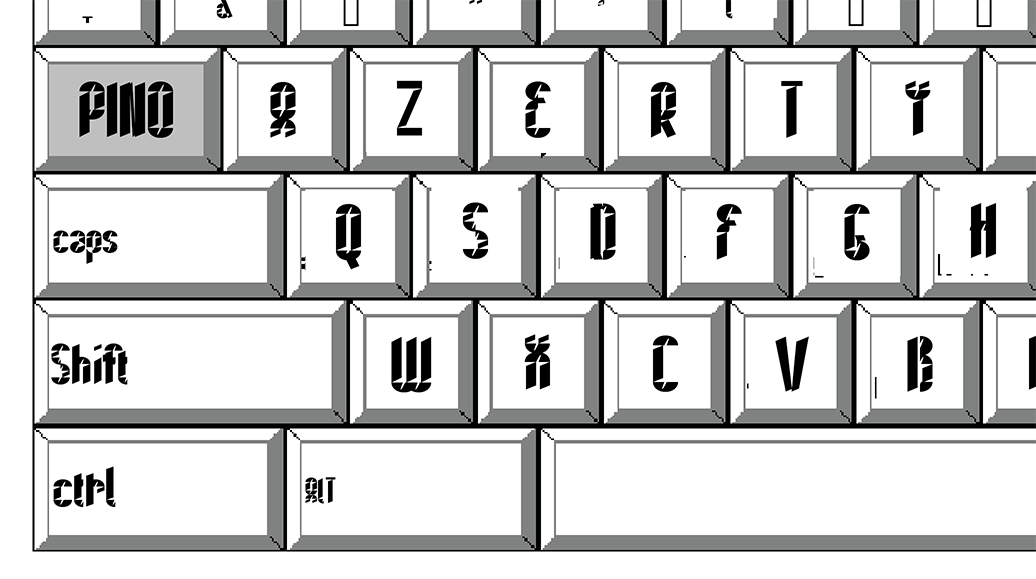 PINO A Z E R T Y
caps Q S D F G H
Shift W X C V B
ctrl ALT